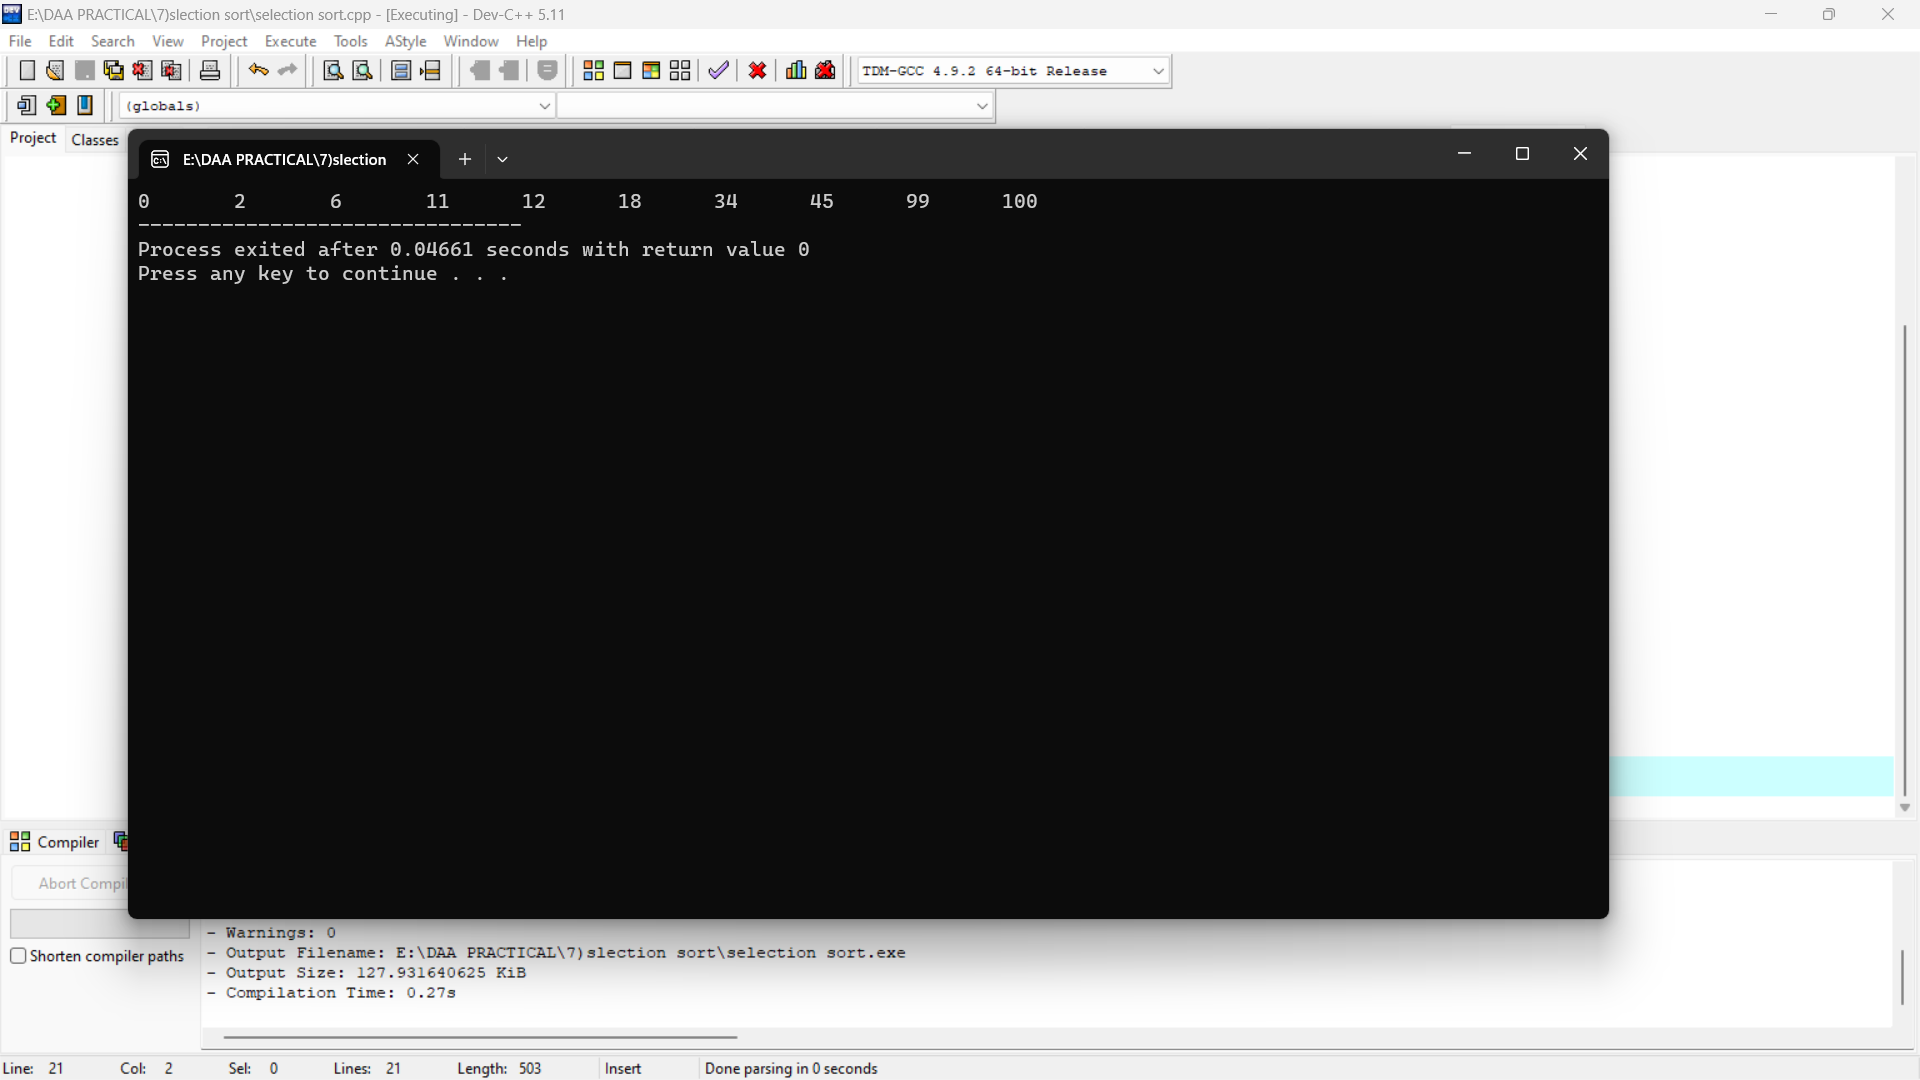 E:\DAA PRACTICAL\7)slection sort\selection sort.cpp - [Executing] - Dev-C++ 5.11
File Edit Search View Project Execute Tools AStyle Window Help
TDM-GCC 4.9.2 64-bit Release
(globals)
Project Classes
E:\DAA PRACTICAL\7)slection
0 2 6 11 12 18 34 45 99 100
--------------------------------
Process exited after 0.04661 seconds with return value 0
Press any key to continue . . .
Compiler
Abort Compil
- Warnings: 0
Shorten compiler paths
- Output Filename: E:\DAA PRACTICAL\7)slection sort\selection sort.exe
- Output Size: 127.931640625 KiB
- Compilation Time: 0.27s
Line: 21 Col: 2 Sel: 0 Lines: 21 Length: 503 Insert Done parsing in 0 seconds